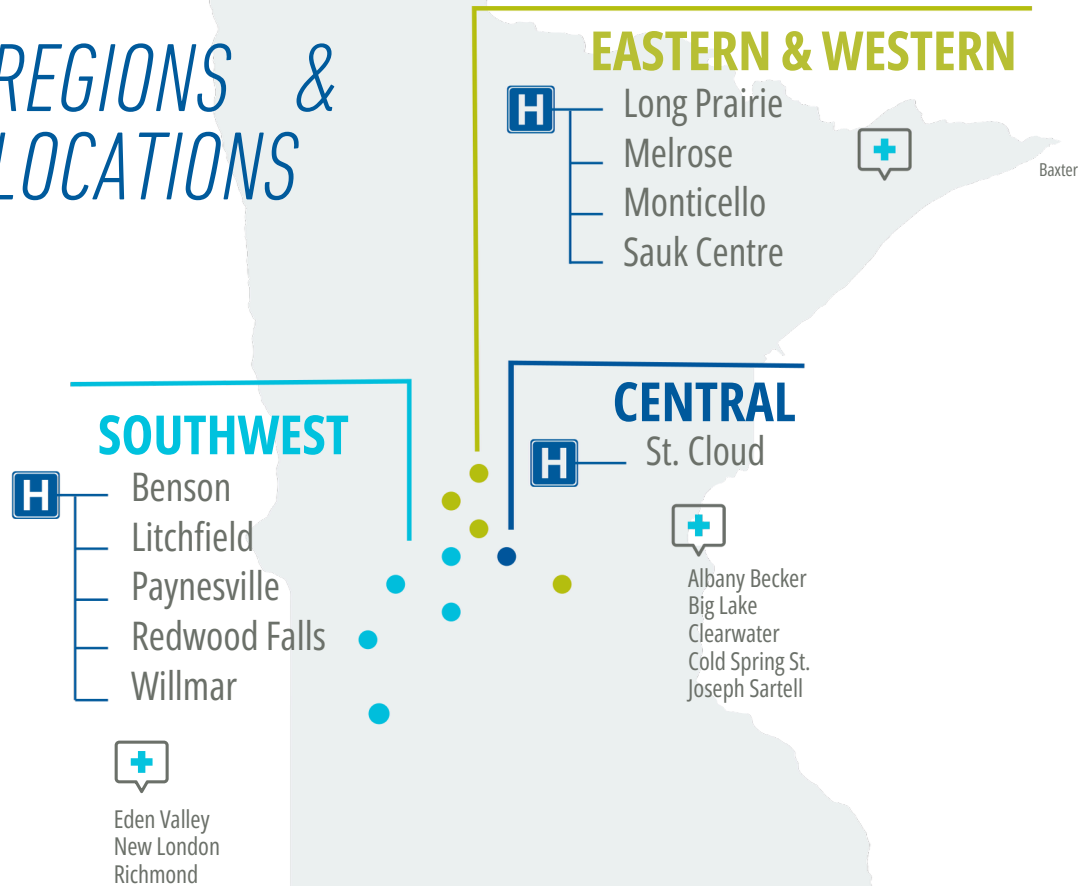 REGIONS &
LOCATIONS
EASTERN & WESTERN
H
Long Prairie
Melrose
Monticello
Sauk Centre
Baxter
CENTRAL
H
St. Cloud
Albany Becker
Big Lake
Clearwater
Cold Spring St.
Joseph Sartell
SOUTHWEST
H
Benson
Litchfield
Paynesville
Redwood Falls
Willmar
Eden Valley
New London
Richmond